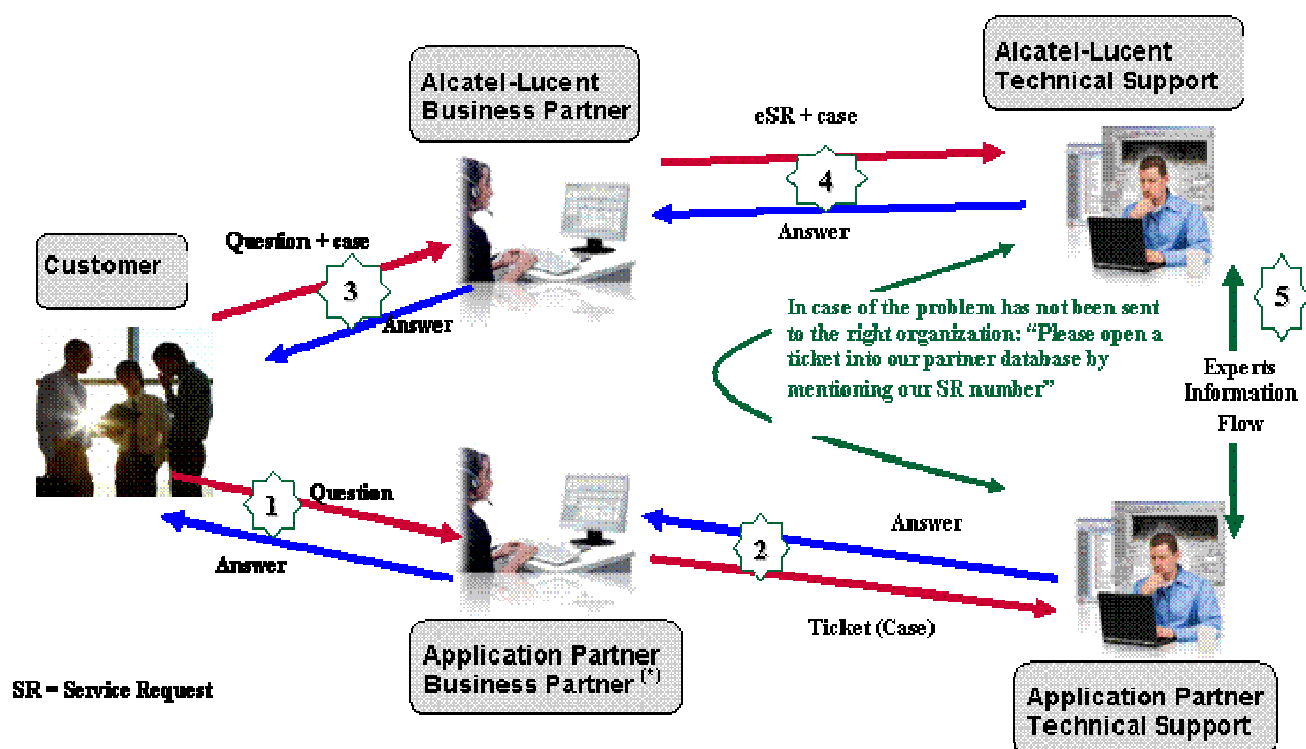 Alcatel-Lucent
Business Partner
Alcatel-Lucent
Technical Support
eSR + case
4
Answer
Customer
Question + case
3
Answer
In case of the problem has not been sent
to the right organization: “Please open a
ticket into our partner database by
mentioning our SR number”
5
Experts
Information
Flow
1
Question
Answer
Answer
2
Ticket (Case)
Application Partner
Business Partner (*)
SR = Service Request
Application Partner
Technical Support